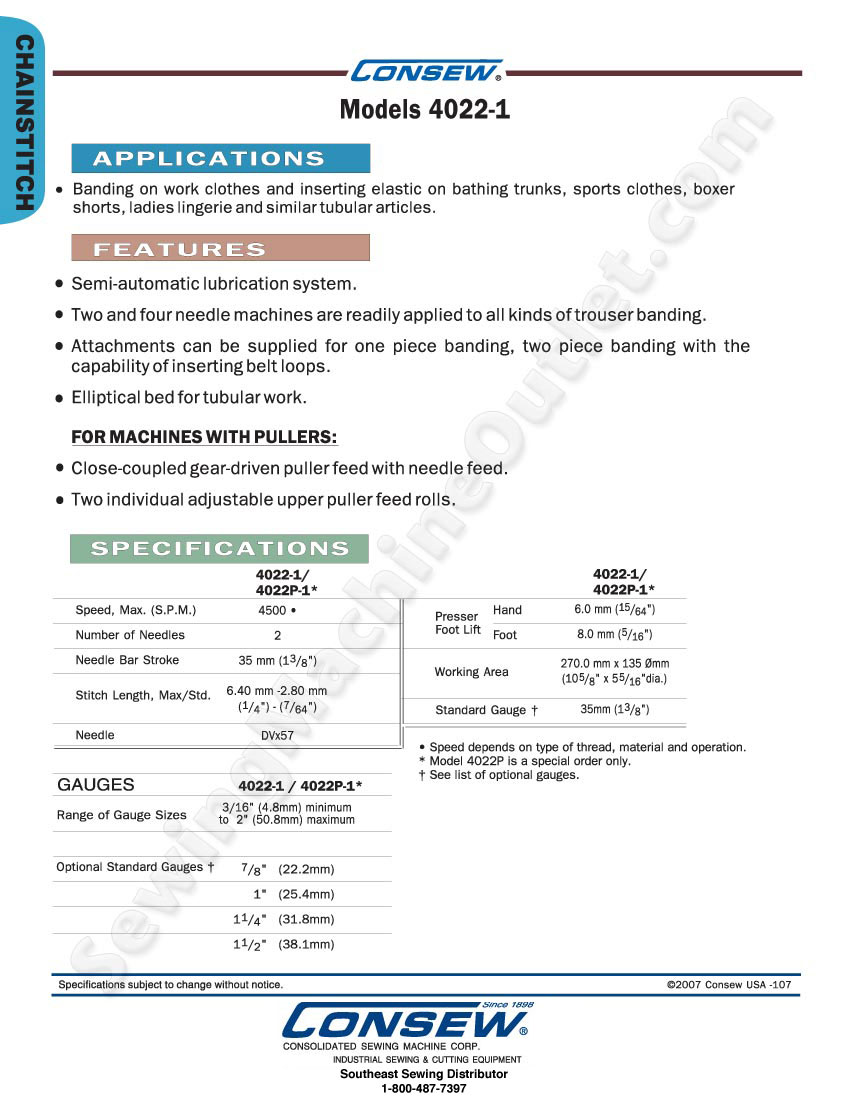 CHAINSTITCH
CONSEW®
Models 4022-1
APPLICATIONS
• Banding on work clothes and inserting elastic on bathing trunks, sports clothes, boxer
shorts, ladies lingerie and similar tubular articles.
FEATURES
• Semi-automatic lubrication system.
• Two and four needle machines are readily applied to all kinds of trouser banding.
• Attachments can be supplied for one piece banding, two piece banding with the
capability of inserting belt loops.
• Elliptical bed for tubular work.
FOR MACHINES WITH PULLERS:
• Close-coupled gear-driven puller feed with needle feed.
• Two individual adjustable upper puller feed rolls.
SPECIFICATIONS
4022-1/
4022P-1*
Speed, Max. (S.P.M.) 4500 •
Number of Needles 2
Needle Bar Stroke 35 mm (1 3/8")
Stitch Length, Max/Std. 6.40 mm -2.80 mm
(1/4") - (7/64")
Needle DVx57
4022-1/
4022P-1*
Presser
Foot Lift
Hand 6.0 mm (15/64")
Foot 8.0 mm (5/16")
Working Area 270.0 mm x 135 Ømm
(10 5/8" x 5 5/16"dia.)
Standard Gauge † 35mm (1 3/8")
• Speed depends on type of thread, material and operation.
* Model 4022P is a special order only.
† See list of optional gauges.
GAUGES 4022-1 / 4022P-1*
Range of Gauge Sizes 3/16" (4.8mm) minimum
to 2" (50.8mm) maximum
Optional Standard Gauges † 7/8" (22.2mm)
1" (25.4mm)
1 1/4" (31.8mm)
1 1/2" (38.1mm)
SewingMachineOutlet.com
Specifications subject to change without notice. ©2007 Consew USA -107
Since 1898
CONSEW®
CONSOLIDATED SEWING MACHINE CORP.
INDUSTRIAL SEWING & CUTTING EQUIPMENT
Southeast Sewing Distributor
1-800-487-7397